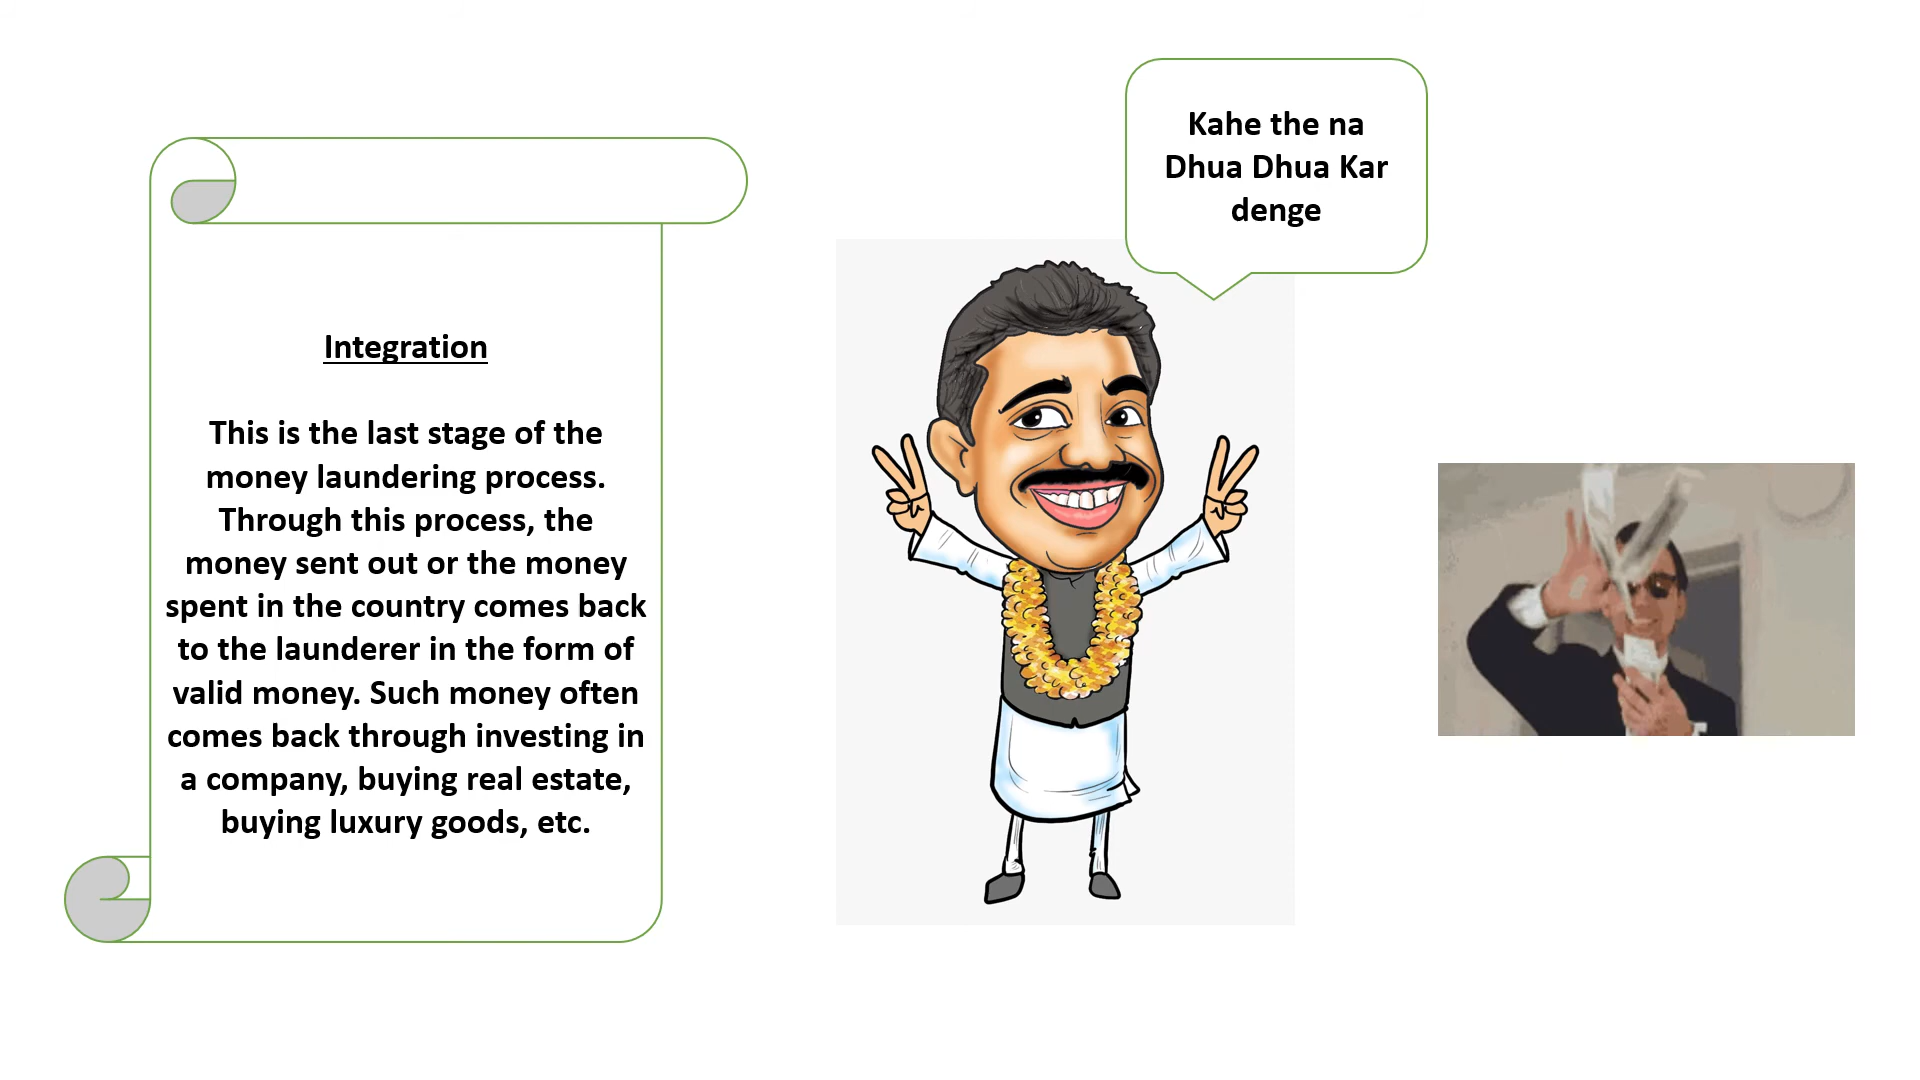 Integration
This is the last stage of the
money laundering process.
Through this process, the
money sent out or the money
spent in the country comes back
to the launderer in the form of
valid money. Such money often
comes back through investing in
a company, buying real estate,
buying luxury goods, etc.
Kahe the na
Dhua Dhua Kar
denge